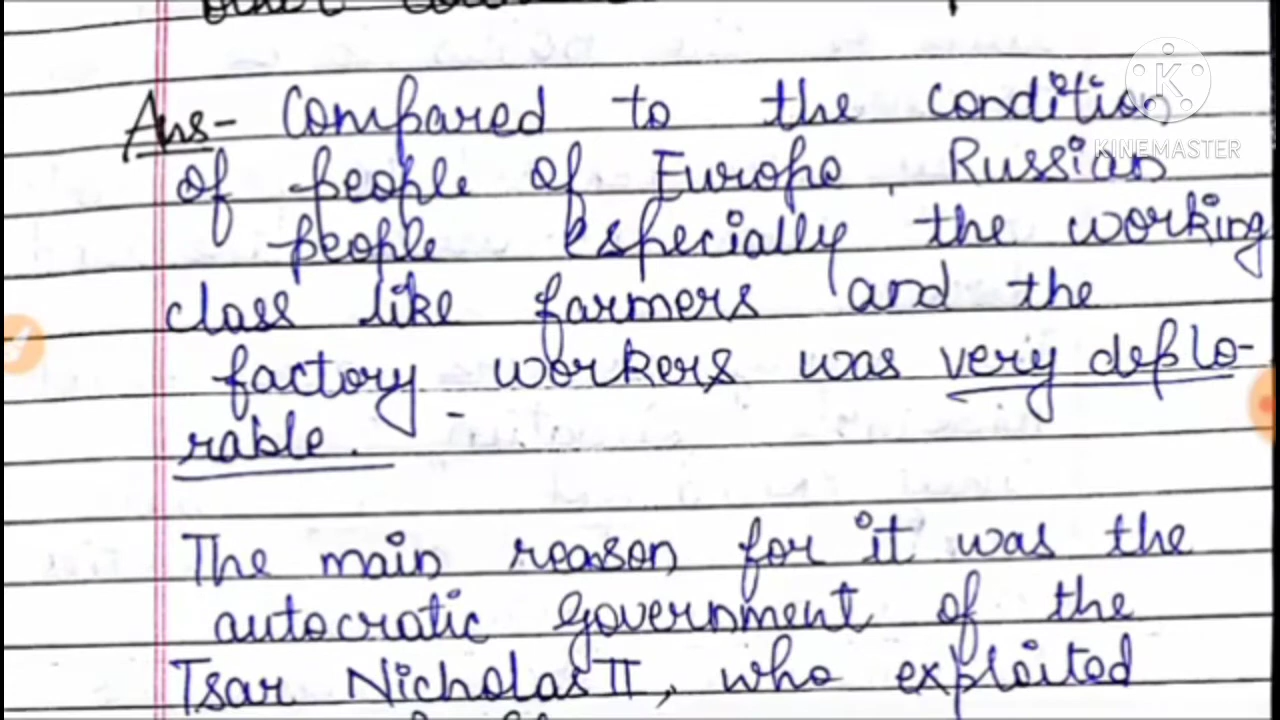 Ans- Compared to the condition
of people of Europe, Russian
people especially the working
class like farmers and the
factory workers was very deplo-
rable.
The main reason for it was the
autocratic government of the
Tsar Nicholas II, who exploited
K
KINEMASTER